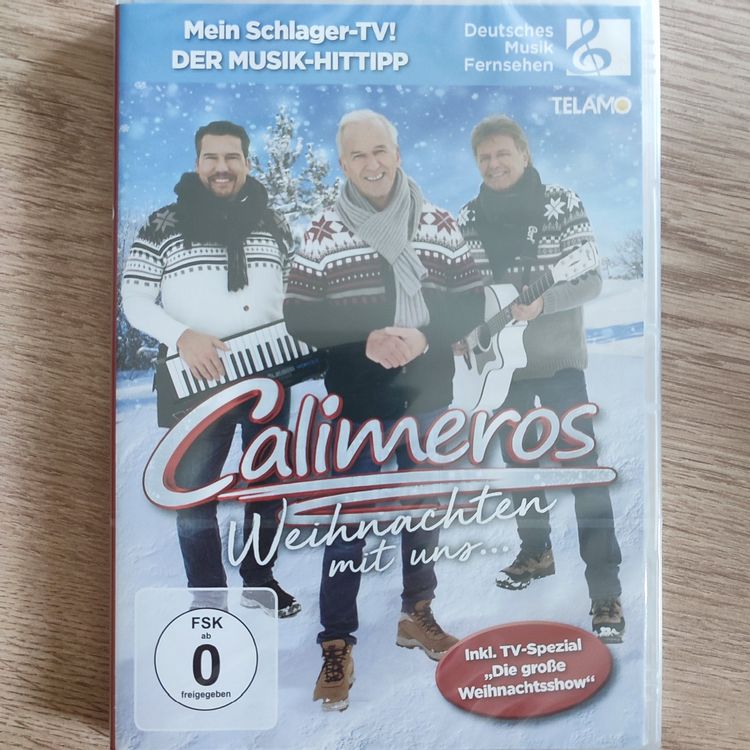 Mein Schlager-TV!
DER MUSIK-HITTIPP
Deutsches
Musik
Fernsehen
TELAMO
Calimeros
Weihnachten
mit uns...
FSK
ab
0
freigegeben
Inkl. TV-Spezial
„Die große
Weihnachtsshow“